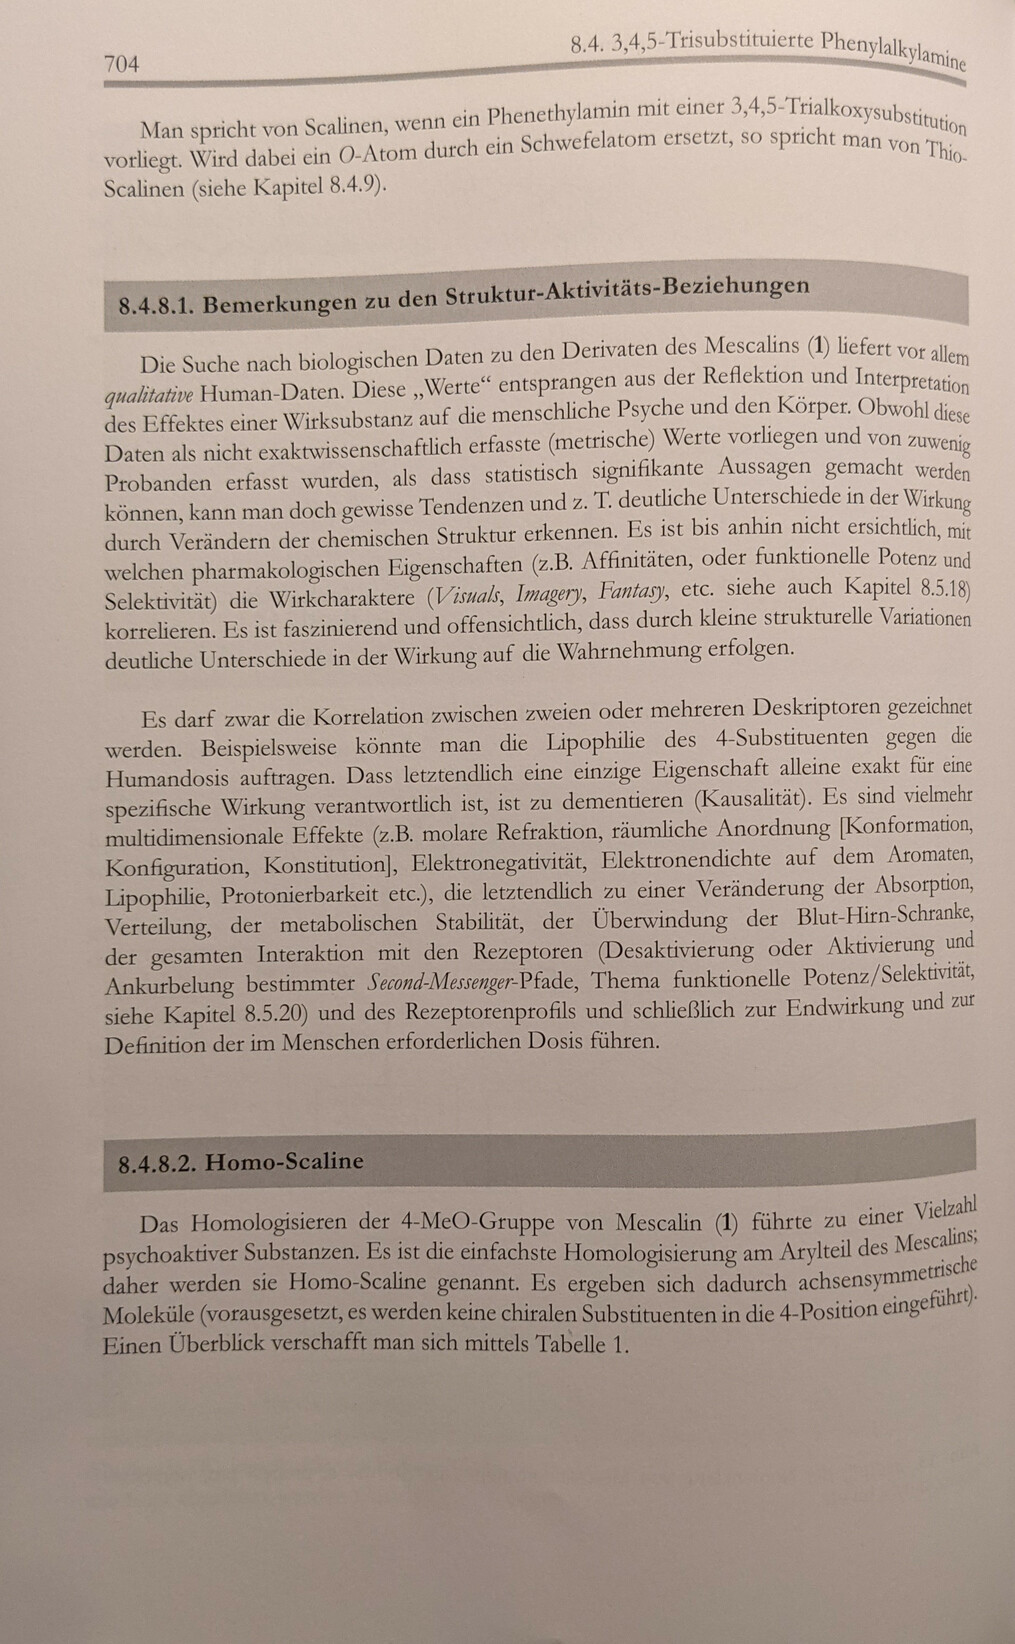 704
8.4. 3,4,5-Trisubstituierte Phenylalkylamine
Man spricht von Scalinen, wenn ein Phenethylamin mit einer 3,4,5-Trialkoxysubstitution
vorliegt. Wird dabei ein O-Atom durch ein Schwefelatom ersetzt, so spricht man von Thio-
Scalinen (siehe Kapitel 8.4.9).
8.4.8.1. Bemerkungen zu den Struktur-Aktivitäts-Beziehungen
Die Suche nach biologischen Daten zu den Derivaten des Mescalins (1) liefert vor allem
qualitative Human-Daten. Diese „Werte“ entsprangen aus der Reflektion und Interpretation
des Effektes einer Wirksubstanz auf die menschliche Psyche und den Körper. Obwohl diese
Daten als nicht exaktwissenschaftlich erfasste (metrische) Werte vorliegen und von zuwenig
Probanden erfasst wurden, als dass statistisch signifikante Aussagen gemacht werden
können, kann man doch gewisse Tendenzen und z. T. deutliche Unterschiede in der Wirkung
durch Verändern der chemischen Struktur erkennen. Es ist bis anhin nicht ersichtlich, mit
welchen pharmakologischen Eigenschaften (z.B. Affinitäten, oder funktionelle Potenz und
Selektivität) die Wirkcharaktere (Visuals, Imagery, Fantasy, etc. siehe auch Kapitel 8.5.18)
korrelieren. Es ist faszinierend und offensichtlich, dass durch kleine strukturelle Variationen
deutliche Unterschiede in der Wirkung auf die Wahrnehmung erfolgen.
Es darf zwar die Korrelation zwischen zweien oder mehreren Deskriptoren gezeichnet
werden. Beispielsweise könnte man die Lipophilie des 4-Substituenten gegen die
Humandosis auftragen. Dass letztendlich eine einzige Eigenschaft alleine exakt für eine
spezifische Wirkung verantwortlich ist, ist zu dementieren (Kausalität). Es sind vielmehr
multidimensionale Effekte (z.B. molare Refraktion, räumliche Anordnung [Konformation,
Konfiguration, Konstitution], Elektronegativität, Elektronendichte auf dem Aromaten,
Lipophilie, Protonierbarkeit etc.), die letztendlich zu einer Veränderung der Absorption,
Verteilung, der metabolischen Stabilität, der Überwindung der Blut-Hirn-Schranke,
der gesamten Interaktion mit den Rezeptoren (Desaktivierung oder Aktivierung und
Ankurbelung bestimmter Second-Messenger-Pfade, Thema funktionelle Potenz/Selektivität,
siehe Kapitel 8.5.20) und des Rezeptorenprofils und schließlich zur Endwirkung und zur
Definition der im Menschen erforderlichen Dosis führen.
8.4.8.2. Homo-Scaline
Das Homologisieren der 4-MeO-Gruppe von Mescalin (1) führte zu einer Vielzahl
psychoaktiver Substanzen. Es ist die einfachste Homologisierung am Arylteil des Mescalins;
daher werden sie Homo-Scaline genannt. Es ergeben sich dadurch achsensymmetrische
Moleküle (vorausgesetzt, es werden keine chiralen Substituenten in die 4-Position eingeführt).
Einen Überblick verschafft man sich mittels Tabelle 1.